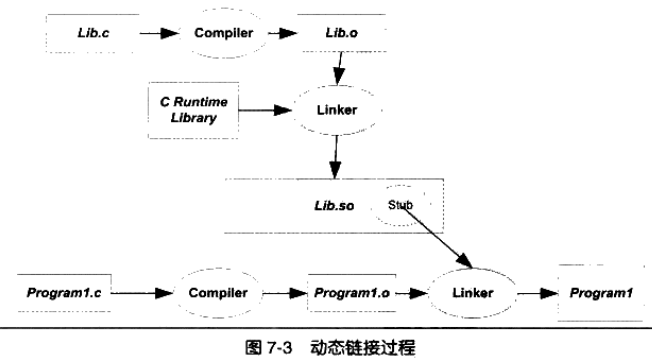 Lib.c
Compiler
Lib.o
C Runtime
Library
Linker
Lib.so
Stub
Program1.c
Compiler
Program1.o
Linker
Program1
图 7-3 动态链接过程